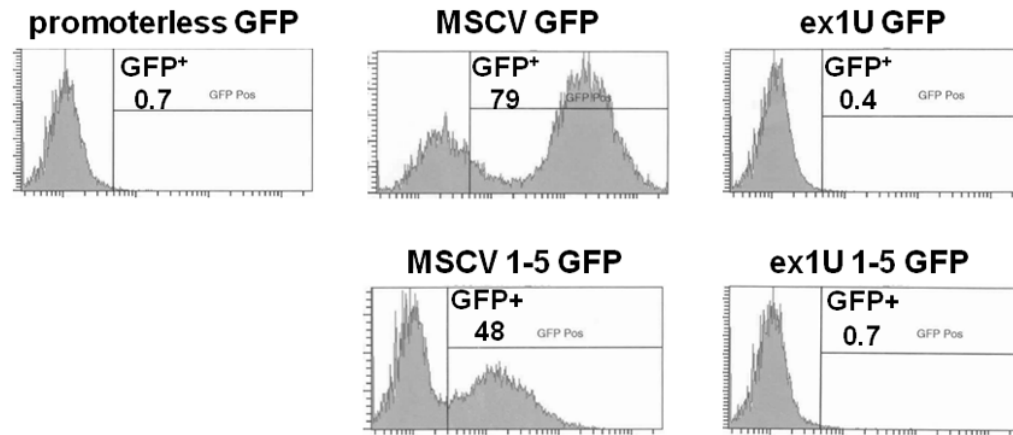 promoterless GFP
GFP+
0.7 GFP Pos
MSCV GFP
GFP+
79 GFP Pos
ex1U GFP
GFP+
0.4 GFP Pos
MSCV 1-5 GFP
GFP+
48 GFP Pos
ex1U 1-5 GFP
GFP+
0.7 GFP Pos